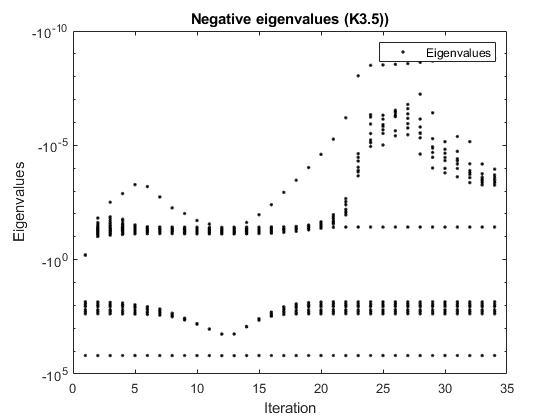 Negative eigenvalues (K3.5))
-10^-10
Eigenvalues
-10^-5
Eigenvalues
-10^0
-10^5
0 5 10 15 20 25 30 35
Iteration